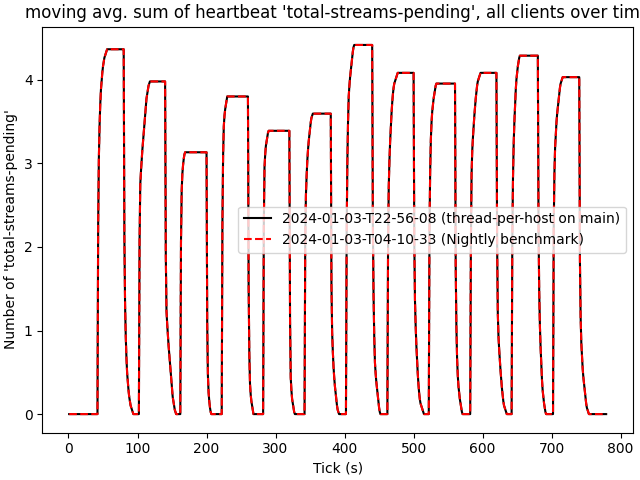 moving avg. sum of heartbeat 'total-streams-pending', all clients over tim
Number of 'total-streams-pending'
4
3
2
1
0
2024-01-03-T22-56-08 (thread-per-host on main)
2024-01-03-T04-10-33 (Nightly benchmark)
0 100 200 300 400 500 600 700 800
Tick (s)